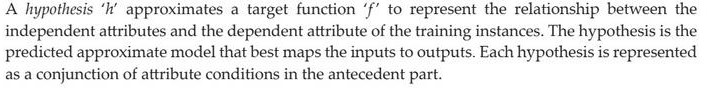 A hypothesis ‘h’ approximates a target function ‘f’ to represent the relationship between the
independent attributes and the dependent attribute of the training instances. The hypothesis is the
predicted approximate model that best maps the inputs to outputs. Each hypothesis is represented
as a conjunction of attribute conditions in the antecedent part.